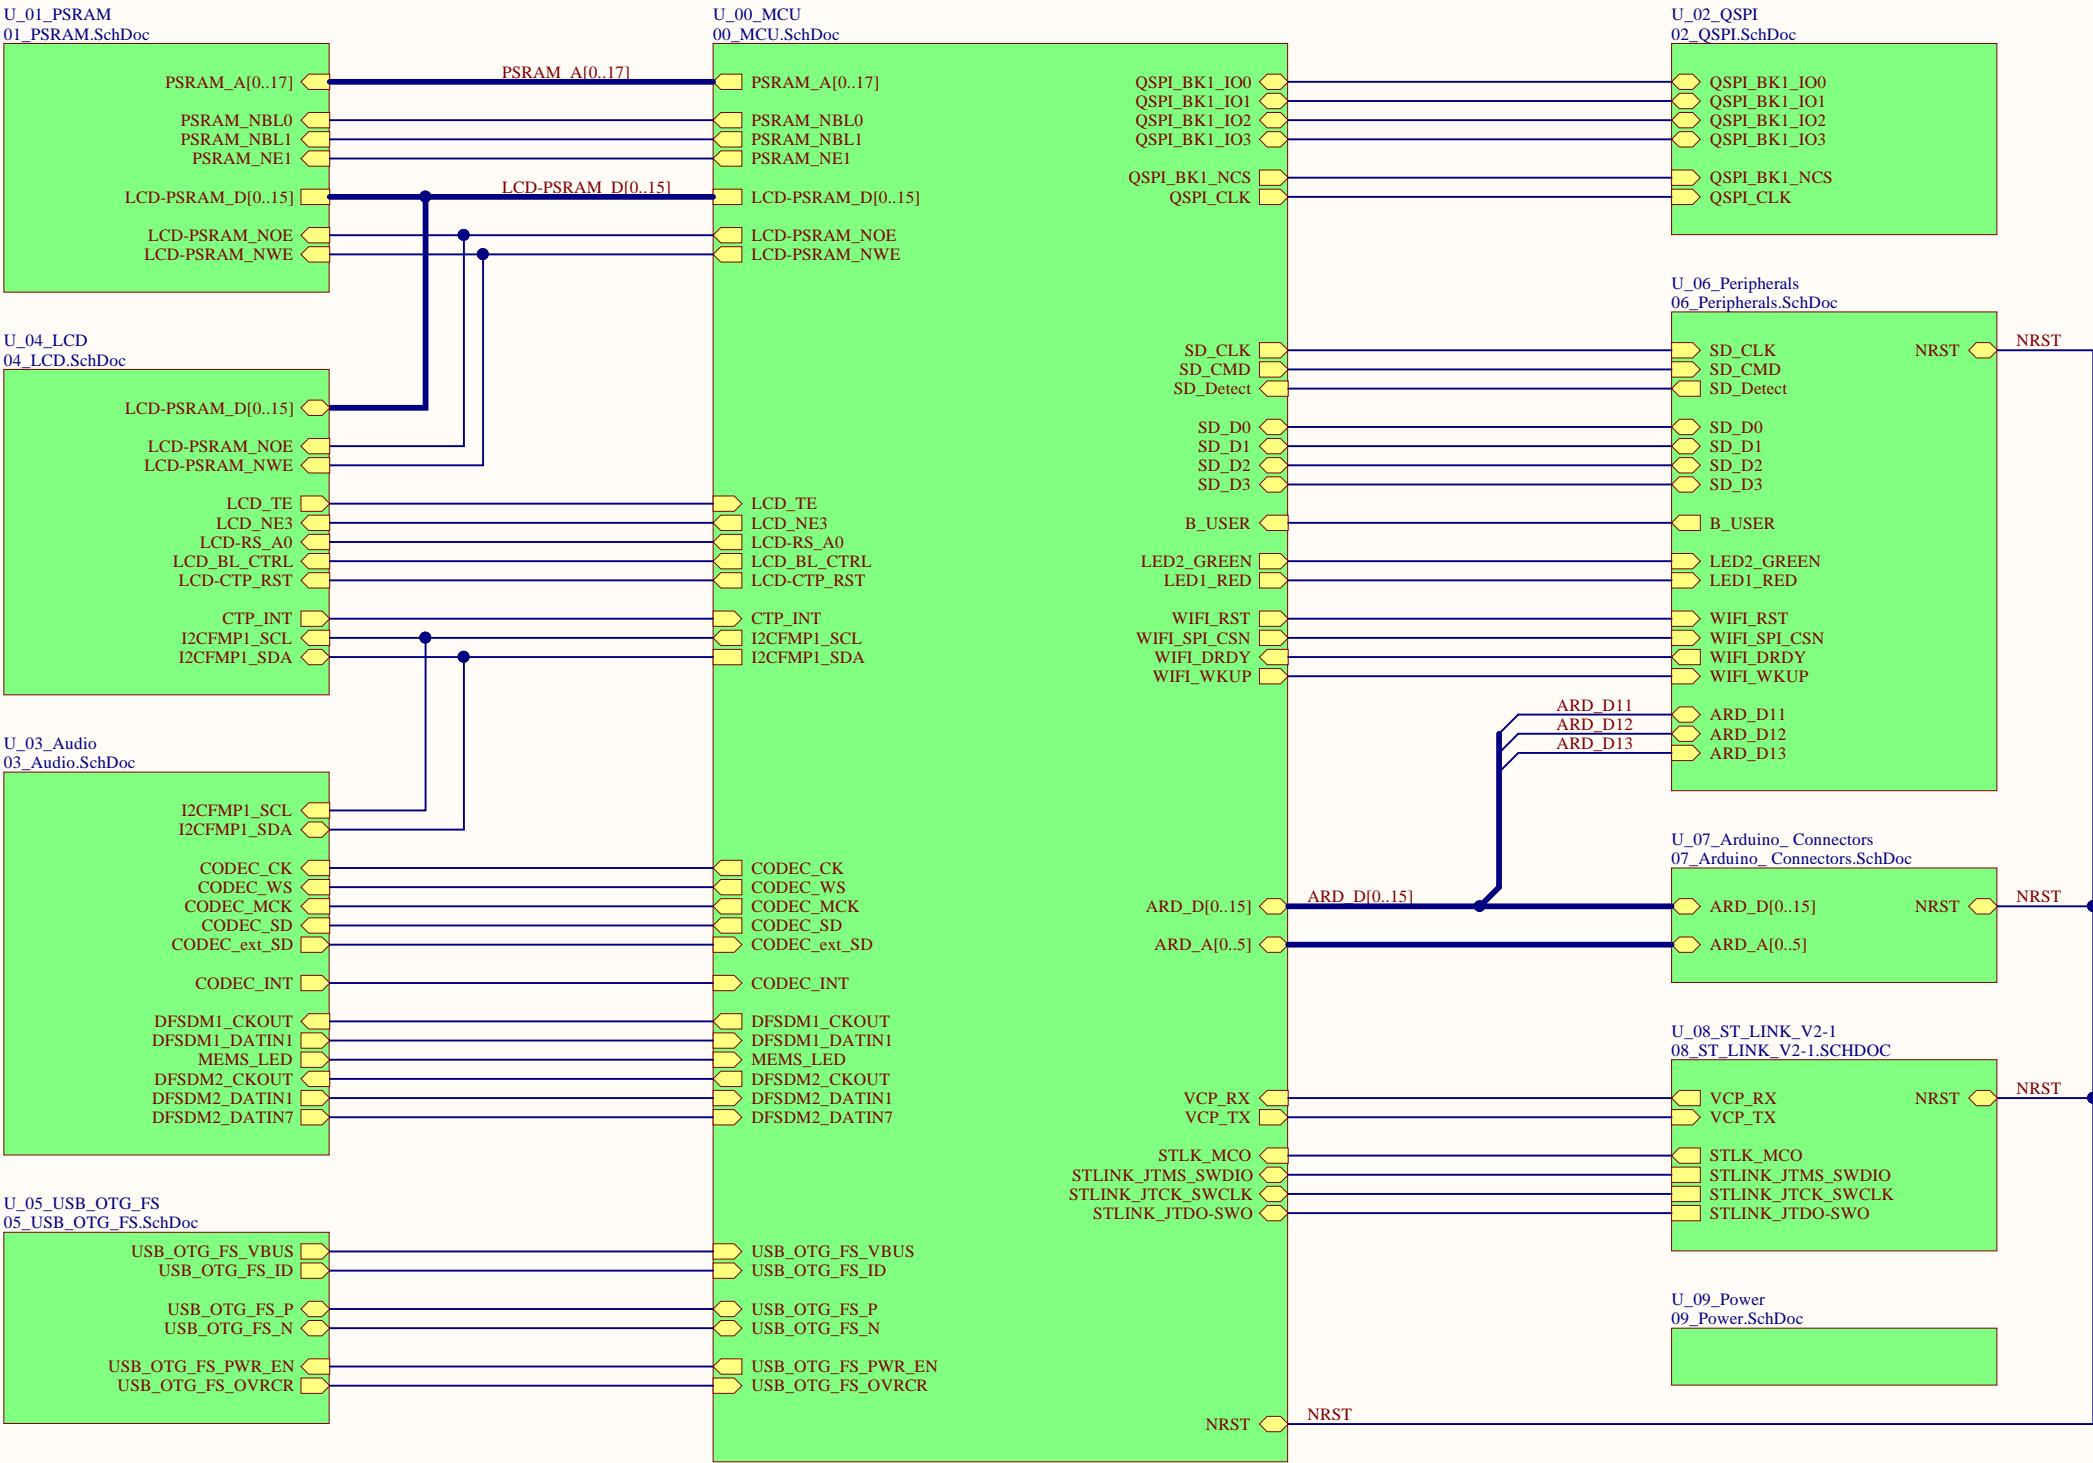 U_01_PSRAM
01_PSRAM.SchDoc
PSRAM_A[0..17]
PSRAM_NBL0
PSRAM_NBL1
PSRAM_NE1
LCD-PSRAM_D[0..15]
LCD-PSRAM_NOE
LCD-PSRAM_NWE
PSRAM_A[0..17]
LCD-PSRAM_D[0..15]
U_04_LCD
04_LCD.SchDoc
LCD-PSRAM_D[0..15]
LCD-PSRAM_NOE
LCD-PSRAM_NWE
LCD_TE
LCD_NE3
LCD-RS_A0
LCD_BL_CTRL
LCD-CTP_RST
CTP_INT
I2CFMP1_SCL
I2CFMP1_SDA
U_03_Audio
03_Audio.SchDoc
I2CFMP1_SCL
I2CFMP1_SDA
CODEC_CK
CODEC_WS
CODEC_MCK
CODEC_SD
CODEC_ext_SD
CODEC_INT
DFSDM1_CKOUT
DFSDM1_DATIN1
MEMS_LED
DFSDM2_CKOUT
DFSDM2_DATIN1
DFSDM2_DATIN7
U_05_USB_OTG_FS
05_USB_OTG_FS.SchDoc
USB_OTG_FS_VBUS
USB_OTG_FS_ID
USB_OTG_FS_P
USB_OTG_FS_N
USB_OTG_FS_PWR_EN
USB_OTG_FS_OVRCR
U_00_MCU
00_MCU.SchDoc
PSRAM_A[0..17]
PSRAM_NBL0
PSRAM_NBL1
PSRAM_NE1
LCD-PSRAM_D[0..15]
LCD-PSRAM_NOE
LCD-PSRAM_NWE
LCD_TE
LCD_NE3
LCD-RS_A0
LCD_BL_CTRL
LCD-CTP_RST
CTP_INT
I2CFMP1_SCL
I2CFMP1_SDA
CODEC_CK
CODEC_WS
CODEC_MCK
CODEC_SD
CODEC_ext_SD
CODEC_INT
DFSDM1_CKOUT
DFSDM1_DATIN1
MEMS_LED
DFSDM2_CKOUT
DFSDM2_DATIN1
DFSDM2_DATIN7
USB_OTG_FS_VBUS
USB_OTG_FS_ID
USB_OTG_FS_P
USB_OTG_FS_N
USB_OTG_FS_PWR_EN
USB_OTG_FS_OVRCR
QSPI_BK1_IO0
QSPI_BK1_IO1
QSPI_BK1_IO2
QSPI_BK1_IO3
QSPI_BK1_NCS
QSPI_CLK
SD_CLK
SD_CMD
SD_Detect
SD_D0
SD_D1
SD_D2
SD_D3
B_USER
LED2_GREEN
LED1_RED
WIFI_RST
WIFI_SPI_CSN
WIFI_DRDY
WIFI_WKUP
ARD_D[0..15]
ARD_A[0..5]
VCP_RX
VCP_TX
STLK_MCO
STLINK_JTMS_SWDIO
STLINK_JTCK_SWCLK
STLINK_JTDO-SWO
NRST
ARD_D11
ARD_D12
ARD_D13
ARD_D[0..15]
NRST
U_02_QSPI
02_QSPI.SchDoc
QSPI_BK1_IO0
QSPI_BK1_IO1
QSPI_BK1_IO2
QSPI_BK1_IO3
QSPI_BK1_NCS
QSPI_CLK
U_06_Peripherals
06_Peripherals.SchDoc
SD_CLK
NRST
NRST
SD_CMD
SD_Detect
SD_D0
SD_D1
SD_D2
SD_D3
B_USER
LED2_GREEN
LED1_RED
WIFI_RST
WIFI_SPI_CSN
WIFI_DRDY
WIFI_WKUP
ARD_D11
ARD_D12
ARD_D13
U_07_Arduino_ Connectors
07_Arduino_ Connectors.SchDoc
ARD_D[0..15]
NRST
NRST
ARD_A[0..5]
U_08_ST_LINK_V2-1
08_ST_LINK_V2-1.SCHDOC
VCP_RX
NRST
NRST
VCP_TX
STLK_MCO
STLINK_JTMS_SWDIO
STLINK_JTCK_SWCLK
STLINK_JTDO-SWO
U_09_Power
09_Power.SchDoc